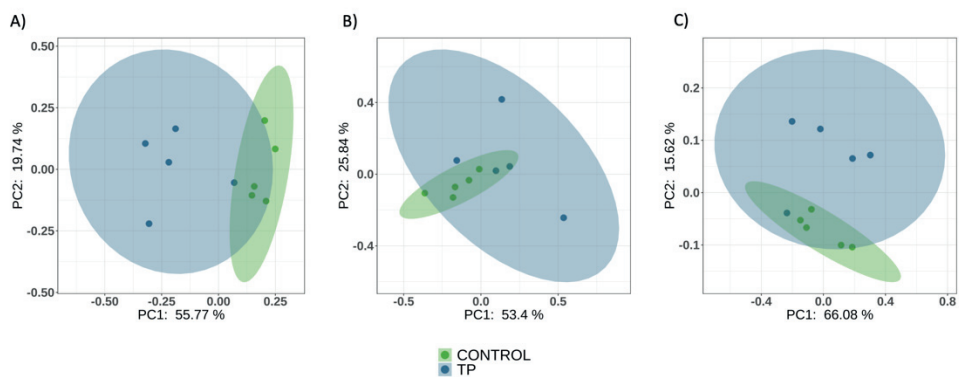 A)
0.50
0.25
0.00
-0.25
-0.50
PC2: 19.74 %
-0.50
-0.25
0.00
0.25
PC1: 55.77 %
B)
0.4
0.0
-0.4
PC2: 25.84 %
-0.5
0.0
0.5
PC1: 53.4 %
C)
0.2
0.1
0.0
-0.1
PC2: 15.62 %
-0.4
0.0
0.4
0.8
PC1: 66.08 %
CONTROL
TP